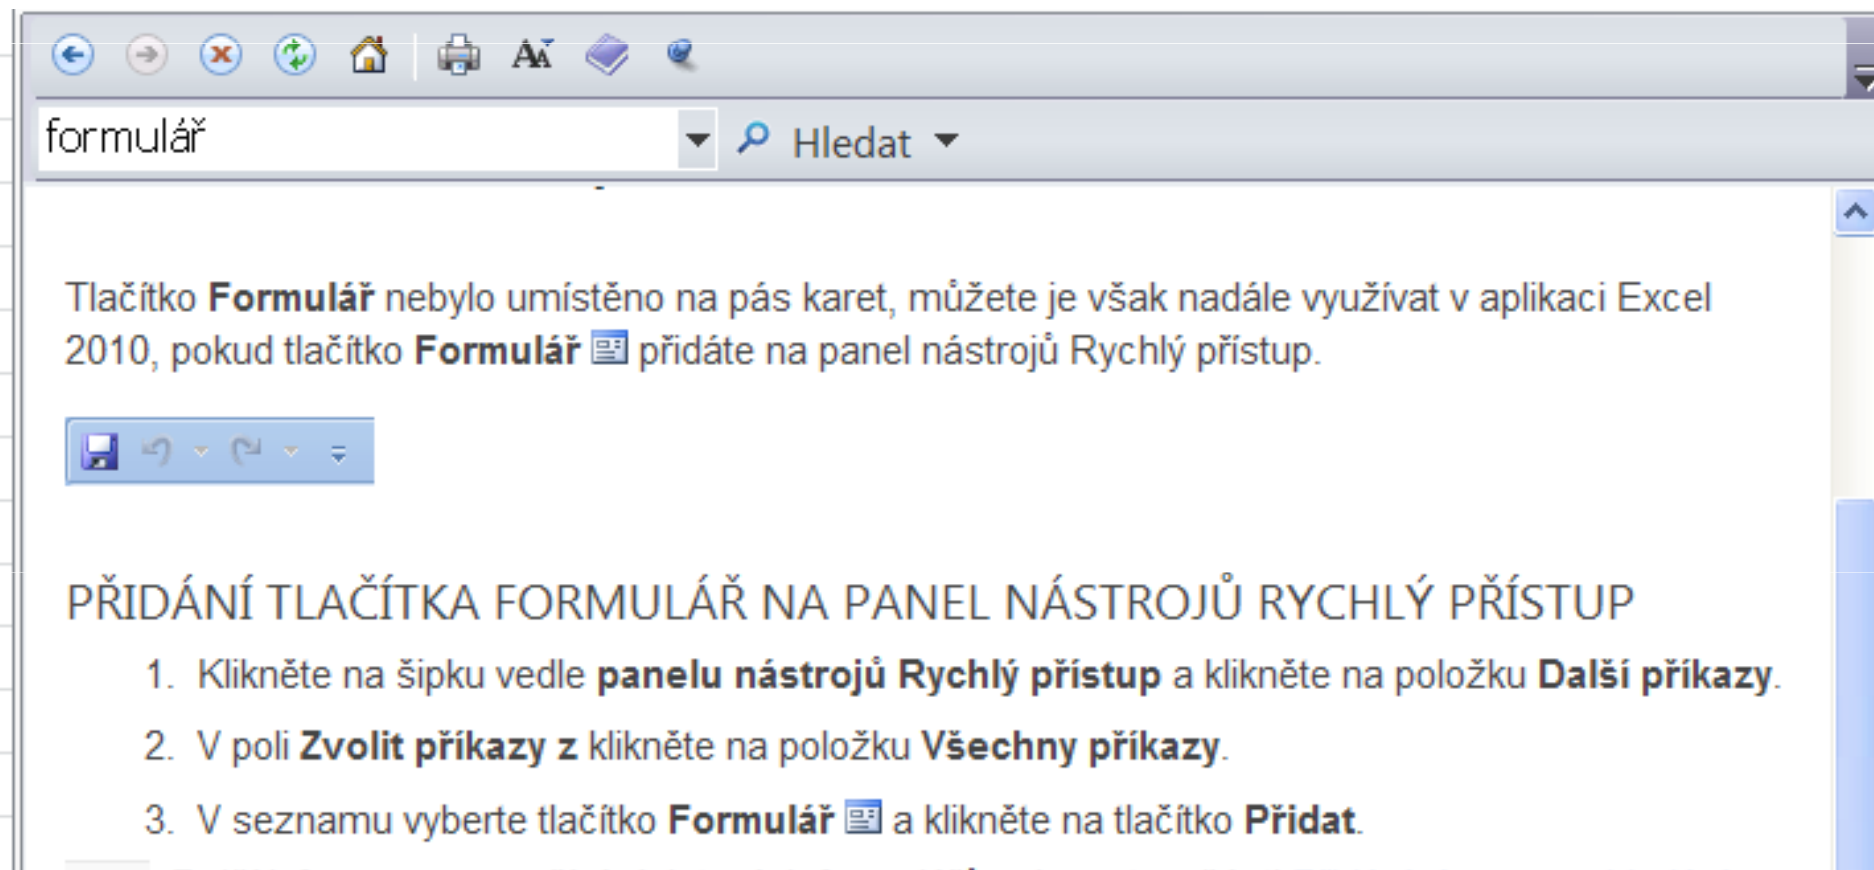 formulář
Hledat
Tlačítko Formulář nebylo umístěno na pás karet, můžete je však nadále využívat v aplikaci Excel
2010, pokud tlačítko Formulář přidáte na panel nástrojů Rychlý přístup.
PŘIDÁNÍ TLAČÍTKA FORMULÁŘ NA PANEL NÁSTROJŮ RYCHLÝ PŘÍSTUP
1. Klikněte na šipku vedle panelu nástrojů Rychlý přístup a klikněte na položku Další příkazy.
2. V poli Zvolit příkazy z klikněte na položku Všechny příkazy.
3. V seznamu vyberte tlačítko Formulář a klikněte na tlačítko Přidat.